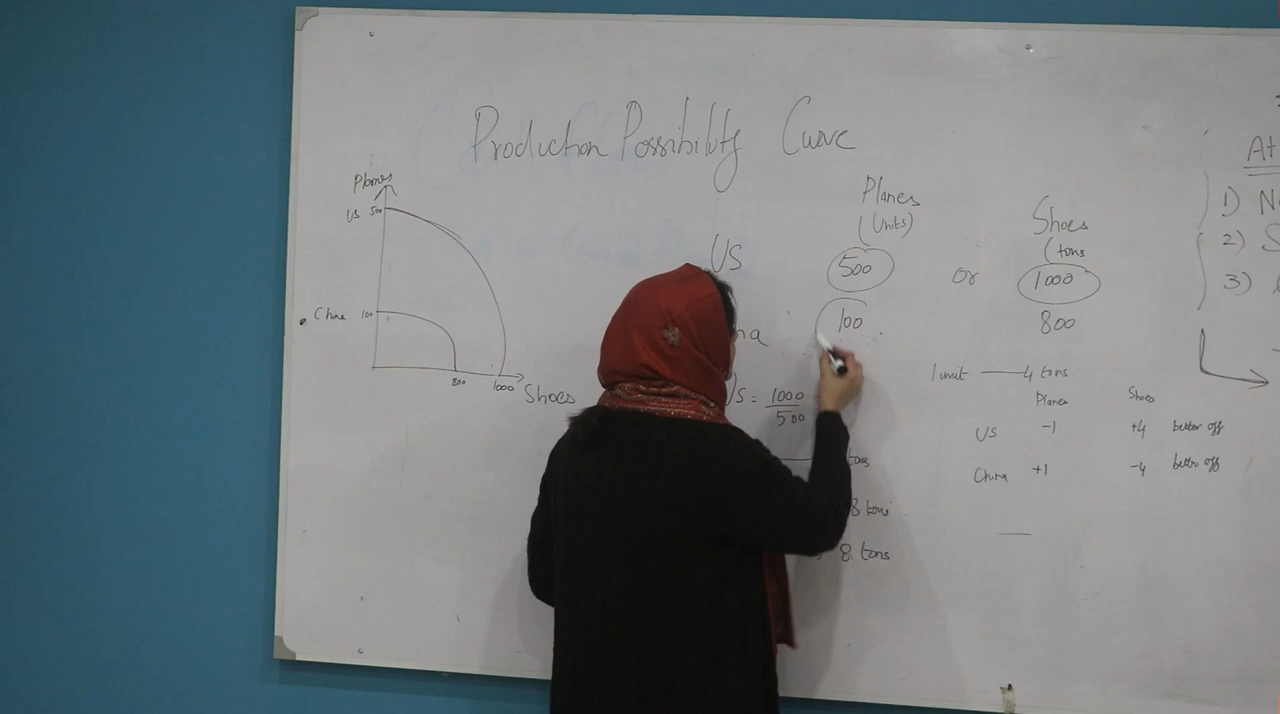 Production Possibility Curve
Planes
US 500
China 100
800 1000 Shoes
Planes Shoes
(Units) (tons
US 500 or 1000
na 100 800
S = 1000
500
tons
8 tons
8 tons
1 unit — 4 tons
Planes Shoes
US -1 +4 better off
China +1 -4 better off
At
1) No
2) S
3)